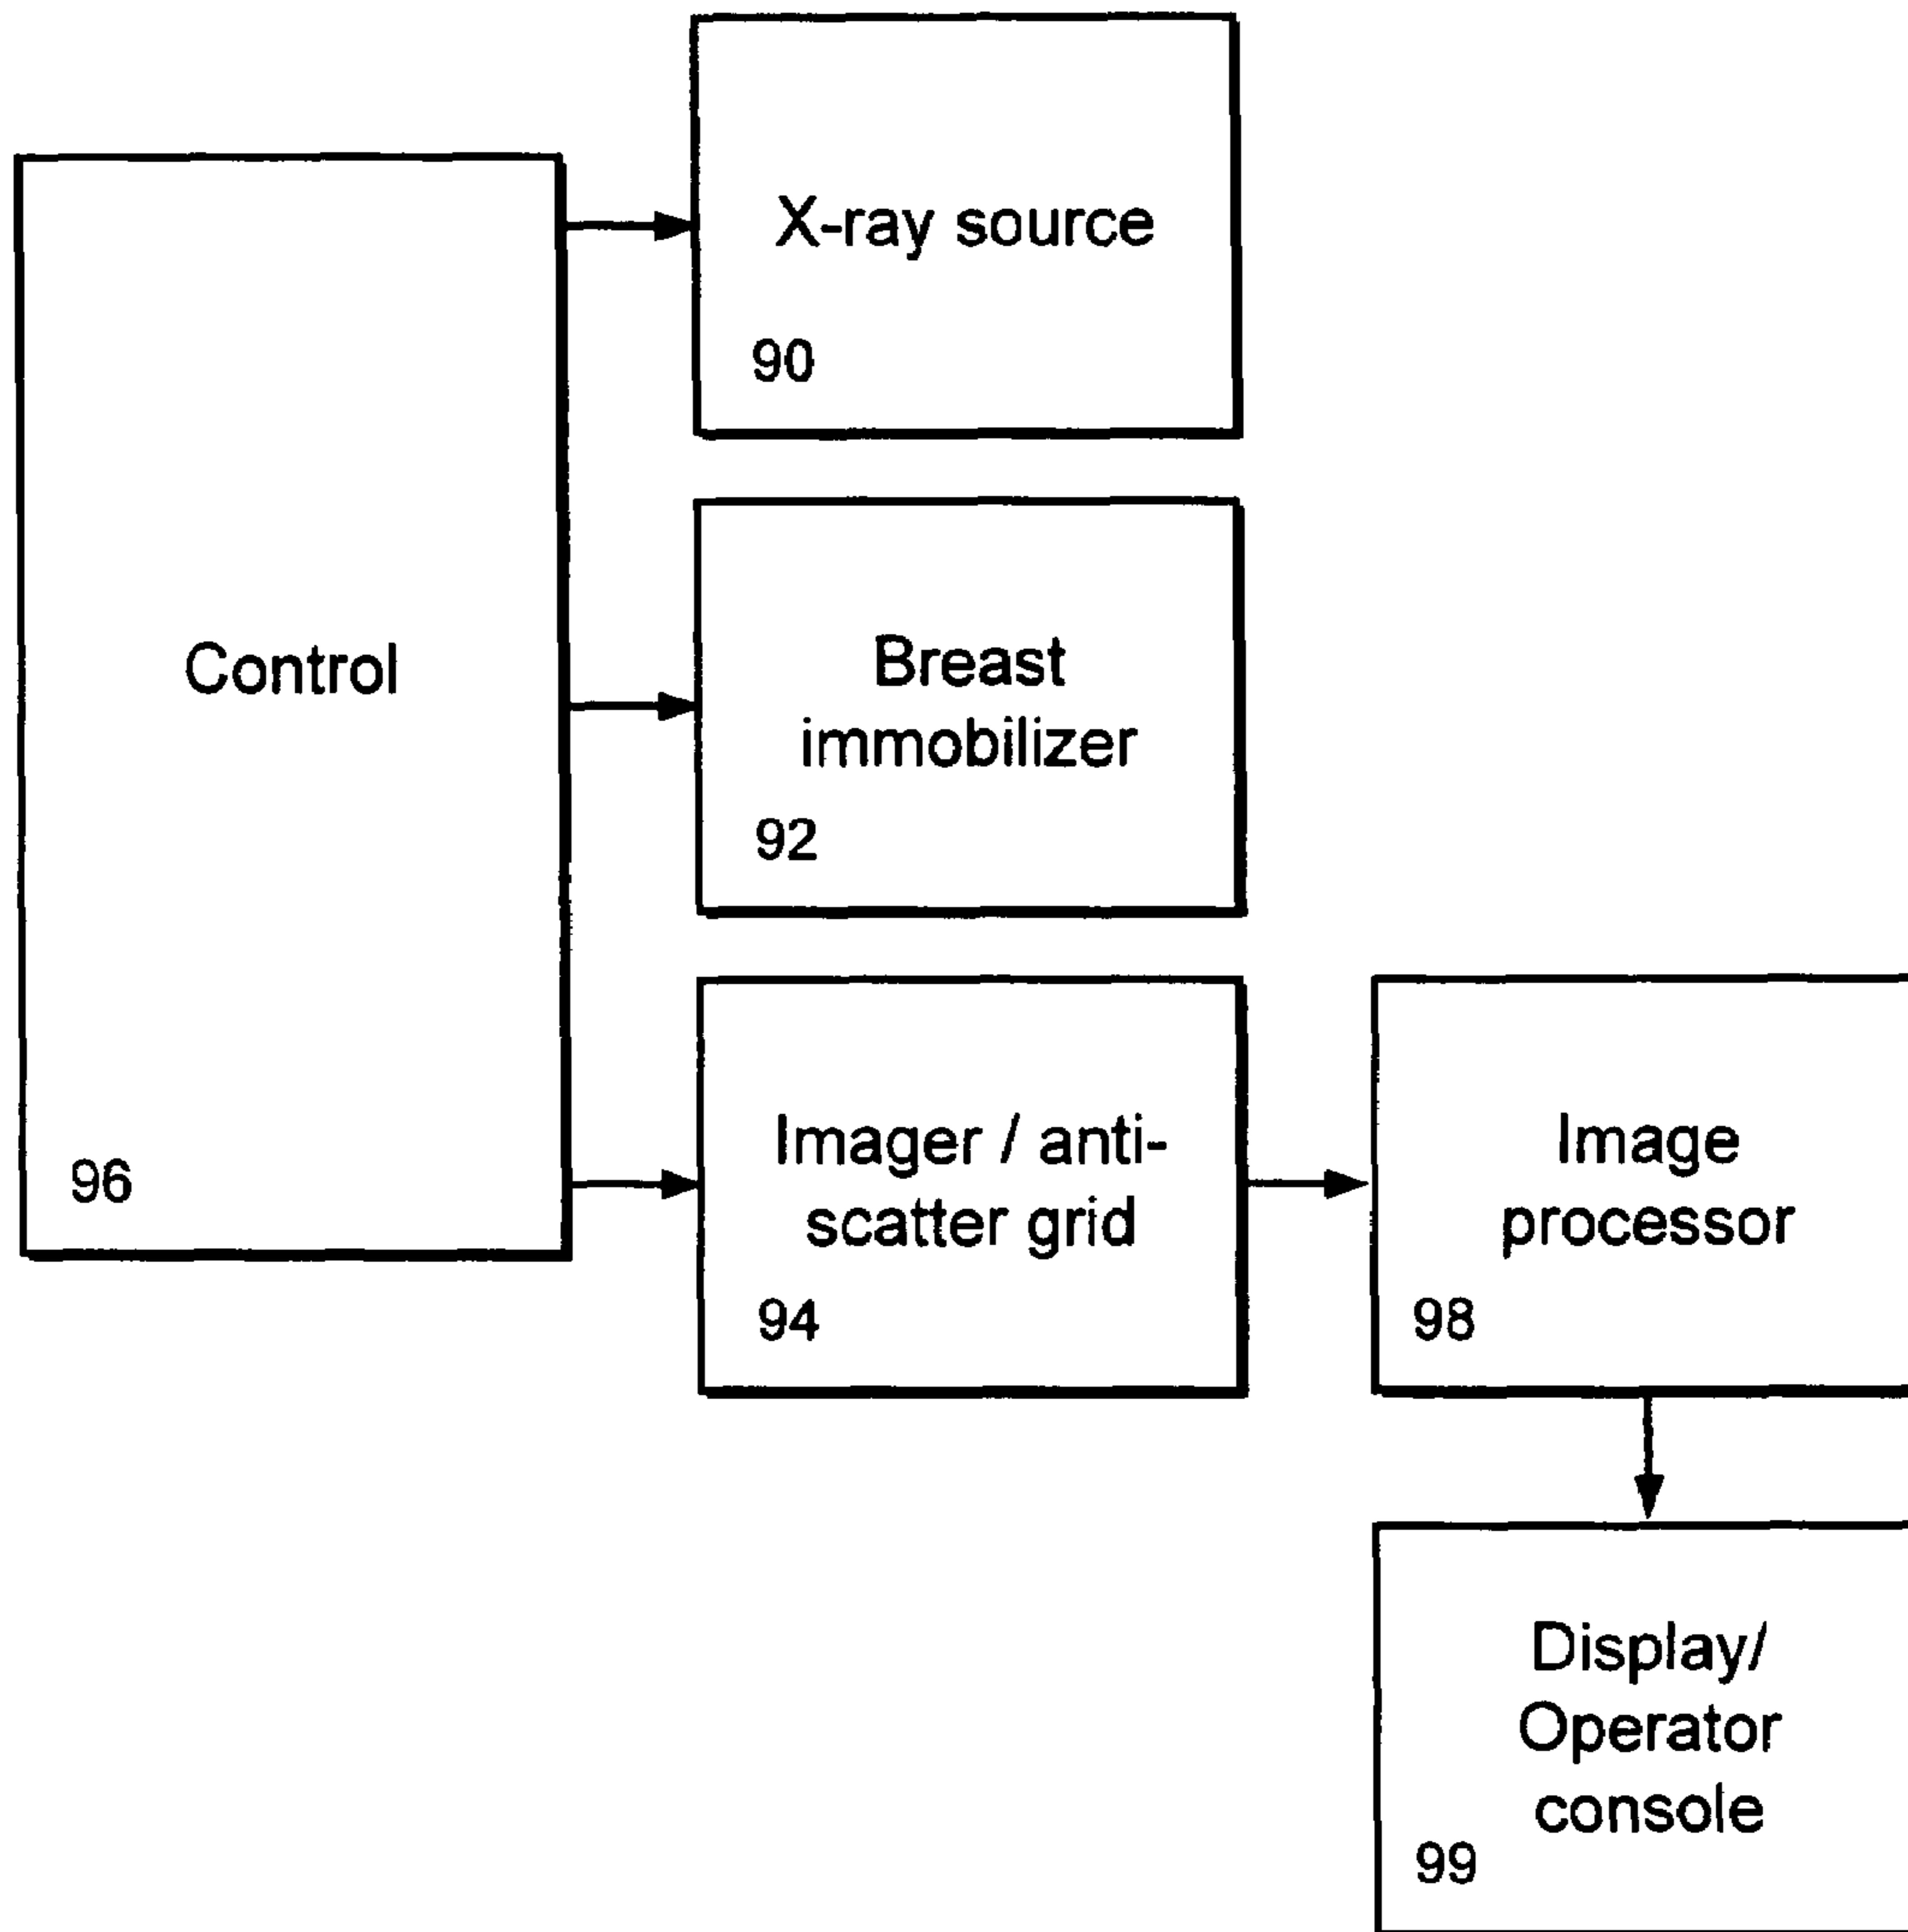 X-ray source
90
Control
96
Breast
immobilizer
92
Imager / anti-
scatter grid
94
Image
processor
98
Display/
Operator
console
99